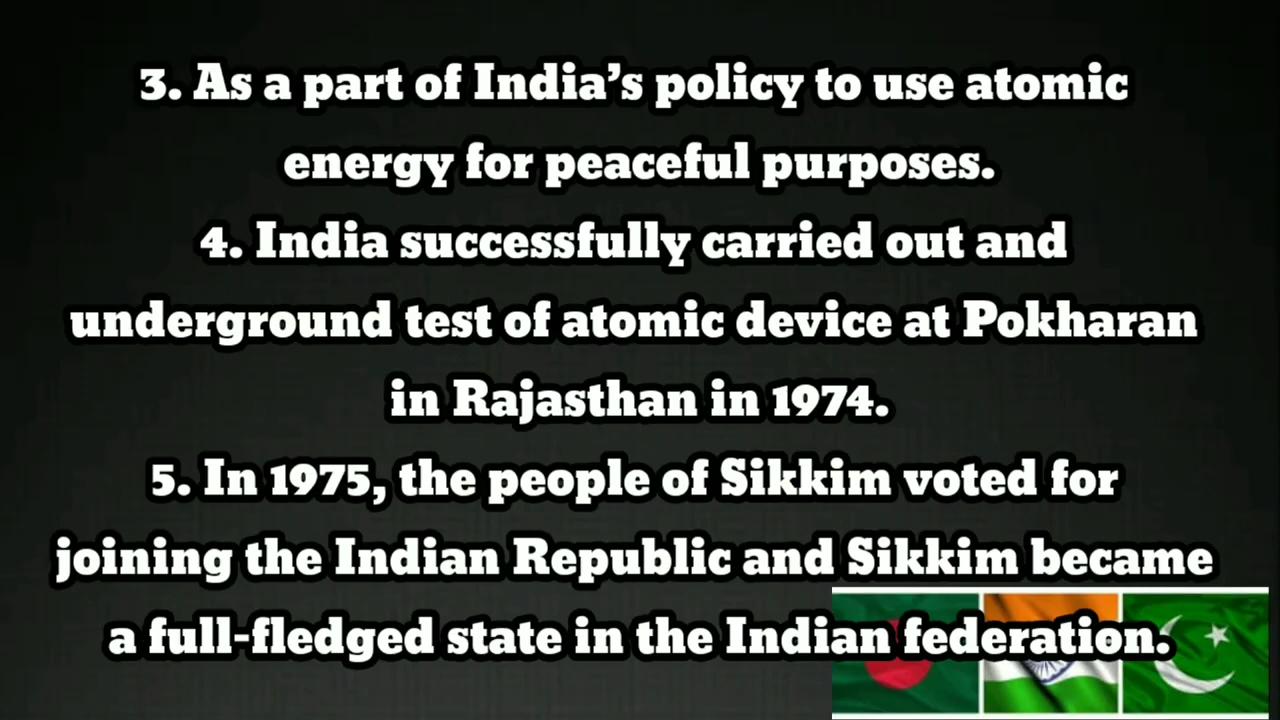 3. As a part of India’s policy to use atomic
energy for peaceful purposes.
4. India successfully carried out and
underground test of atomic device at Pokharan
in Rajasthan in 1974.
5. In 1975, the people of Sikkim voted for
joining the Indian Republic and Sikkim became
a full-fledged state in the Indian federation.